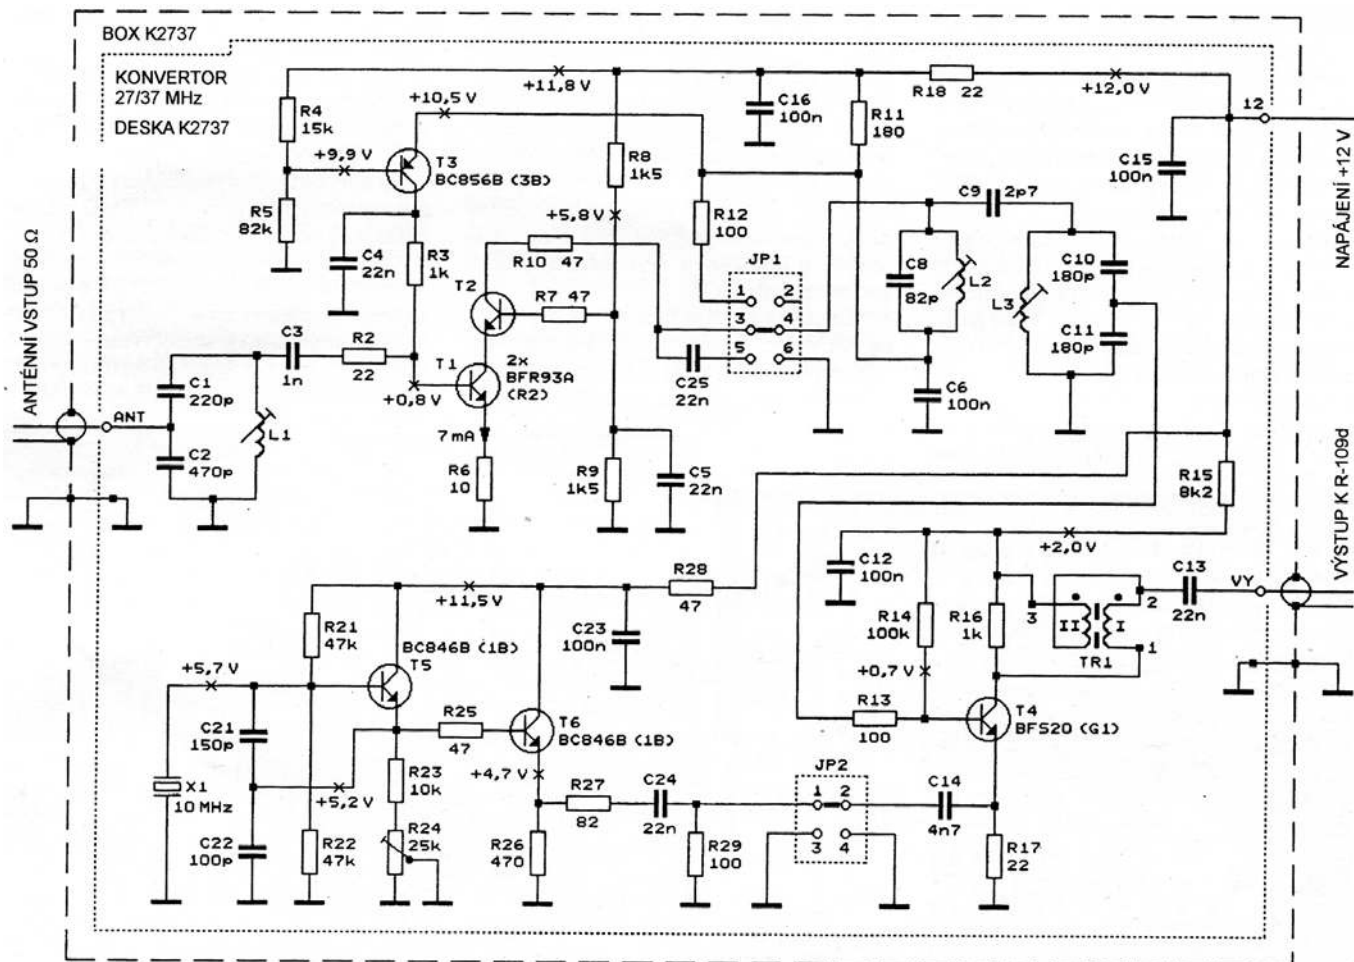 BOX K2737
KONVERTOR
27/37 MHz
DESKA K2737
ANTÉNNÍ VSTUP 50 Ω
NAPÁJENÍ +12 V
VÝSTUP K R-109d
R4
15k
+11,8 V
+10,5 V
C16
100n
R11
180
R18 22
+12,0 V
12
+9,9 V
T3
BC856B (3B)
R8
1k5
C15
100n
R5
82k
C4
22n
R3
1k
+5,8 V
R12
100
C9 2p7
R10 47
JP1
1
2
3
4
5
6
C8
82p
L2
L3
C10
180p
C11
180p
T2
R7 47
C3
1n
R2
22
T1
2x
BFR93A
(R2)
C25
22n
C6
100n
C1
220p
+0,8 V
ANT
L1
C2
470p
7 mA
R6
10
R9
1k5
C5
22n
R15
8k2
+2,0 V
C12
100n
R28
47
+11,5 V
R14
100k
R16
1k
3
II
I
2
1
TR1
C13
22n
VY
R21
47k
BC846B (1B)
T5
C23
100n
+5,7 V
+0,7 V
C21
150p
R25
47
T6
BC846B (1B)
R13
100
T4
BFS20 (G1)
X1
10 MHz
+5,2 V
R23
10k
+4,7 V
R27
82
C24
22n
JP2
1
2
3
4
C14
4n7
C22
100p
R22
47k
R24
25k
R26
470
R29
100
R17
22